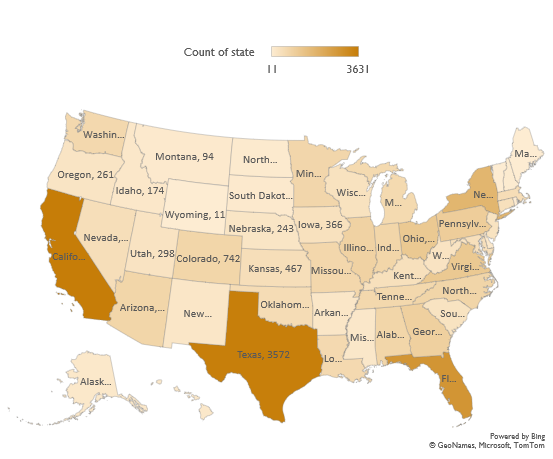 Count of state
11 3631
Washin...
Montana, 94
North...
Min...
Ma...
Oregon, 261
Idaho, 174
South Dakot...
Wisc...
M...
Ne...
Wyoming, 11
Nebraska, 243
Iowa, 366
Pennsylv...
Nevada,...
Utah, 298
Colorado, 742
Illino...
Ind...
Ohio,...
Califo...
Kansas, 467
Missou...
W...
Virgi...
Kent...
Arizona,...
New...
Oklahom...
Arkan...
Tenne...
North...
Sou...
Texas, 3572
Lo...
Mis...
Alab...
Geor...
Alask...
Fl...
Powered by Bing
© GeoNames, Microsoft, TomTom